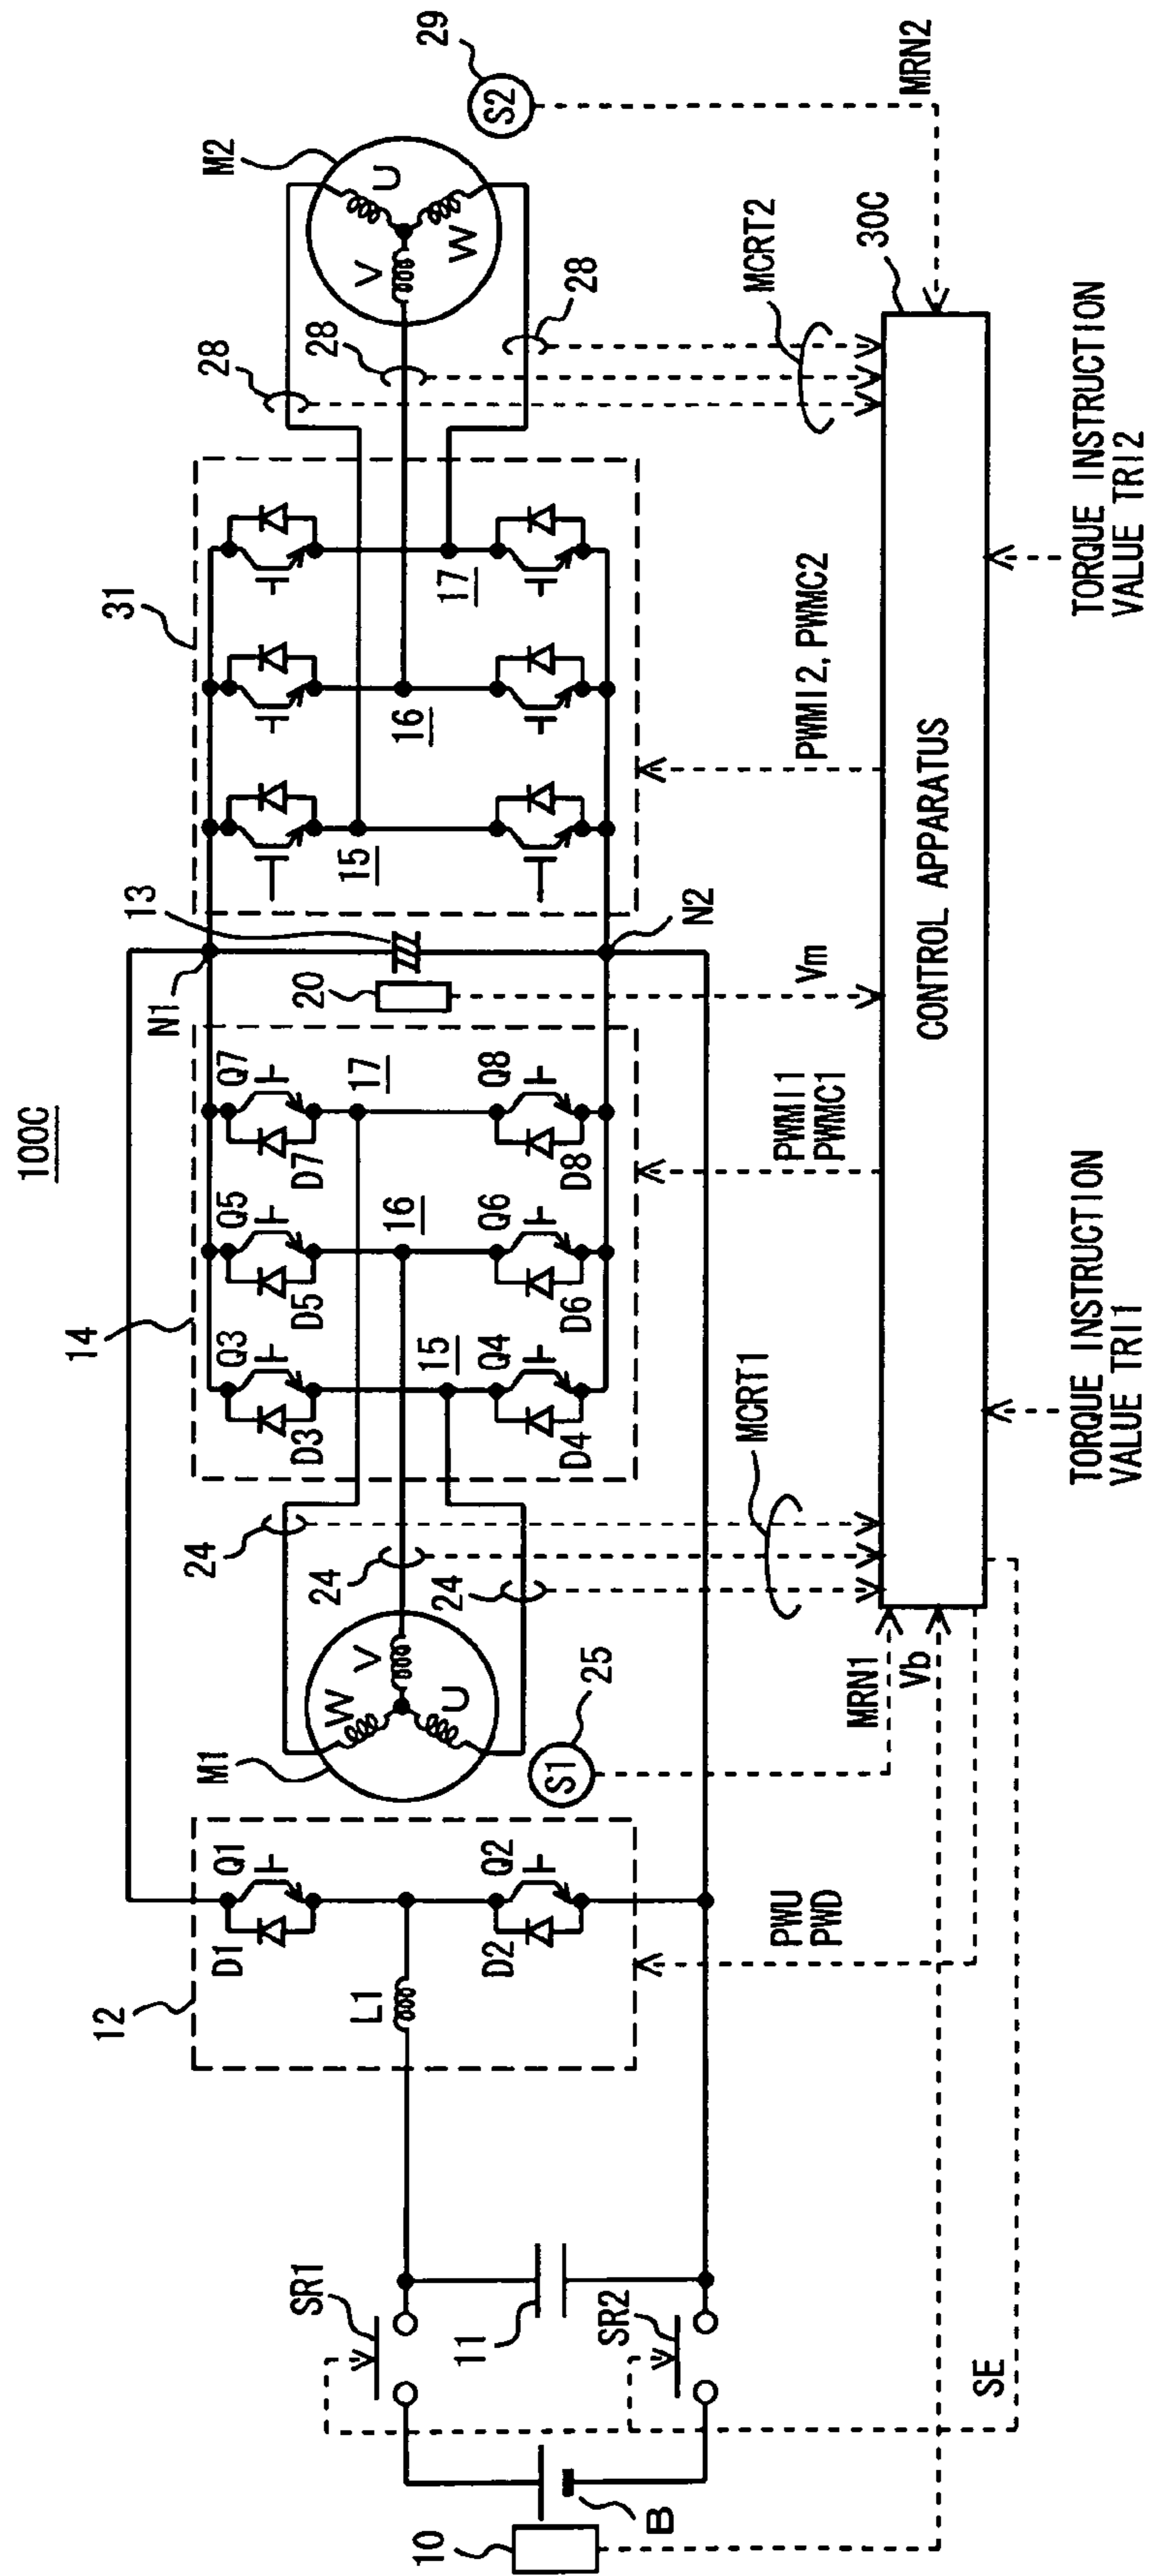 100C
12
D1
Q1
D2
Q2
L1
M1
W
V
U
S1
25
24
24
24
14
Q3
D3
Q4
D4
15
Q5
D5
Q6
D6
16
Q7
D7
Q8
D8
17
N1
20
13
N2
31
15
16
17
28
28
28
M2
U
V
W
S2
29
SR1
11
SR2
10
B
PWU
PWD
MRN1
Vb
MCRT1
PWMI1
PWMC1
Vm
PWMI2, PWMC2
MCRT2
30C
MRN2
CONTROL APPARATUS
SE
TORQUE INSTRUCTION
VALUE TRI1
TORQUE INSTRUCTION
VALUE TRI2